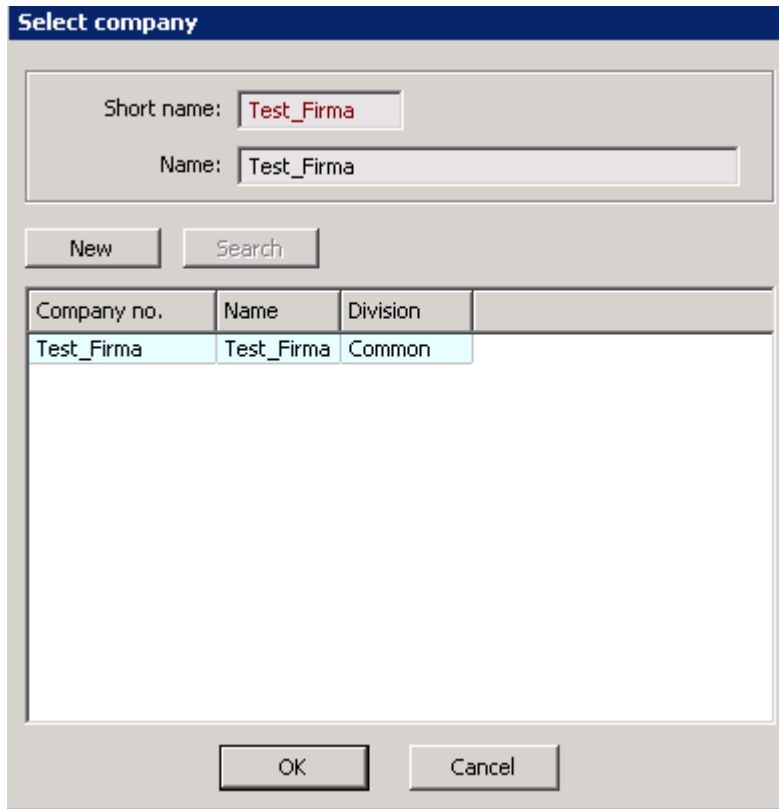 Select company
Short name: Test_Firma
Name: Test_Firma
New Search
Company no. Name Division
Test_Firma Test_Firma Common
OK Cancel